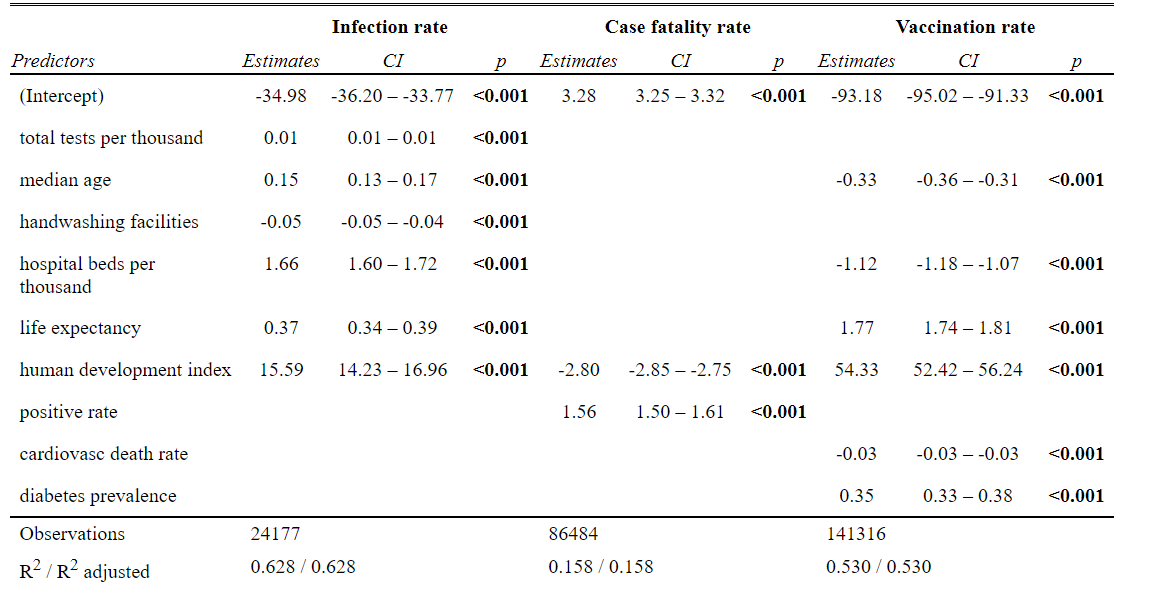 Infection rate Case fatality rate Vaccination rate
Predictors Estimates CI p Estimates CI p Estimates CI p
(Intercept) -34.98 -36.20 – -33.77 <0.001 3.28 3.25 – 3.32 <0.001 -93.18 -95.02 – -91.33 <0.001
total tests per thousand 0.01 0.01 – 0.01 <0.001
median age 0.15 0.13 – 0.17 <0.001 -0.33 -0.36 – -0.31 <0.001
handwashing facilities -0.05 -0.05 – -0.04 <0.001
hospital beds per 1.66 1.60 – 1.72 <0.001 -1.12 -1.18 – -1.07 <0.001
thousand
life expectancy 0.37 0.34 – 0.39 <0.001 1.77 1.74 – 1.81 <0.001
human development index 15.59 14.23 – 16.96 <0.001 -2.80 -2.85 – -2.75 <0.001 54.33 52.42 – 56.24 <0.001
positive rate 1.56 1.50 – 1.61 <0.001
cardiovasc death rate -0.03 -0.03 – -0.03 <0.001
diabetes prevalence 0.35 0.33 – 0.38 <0.001
Observations 24177 86484 141316
R² / R² adjusted 0.628 / 0.628 0.158 / 0.158 0.530 / 0.530